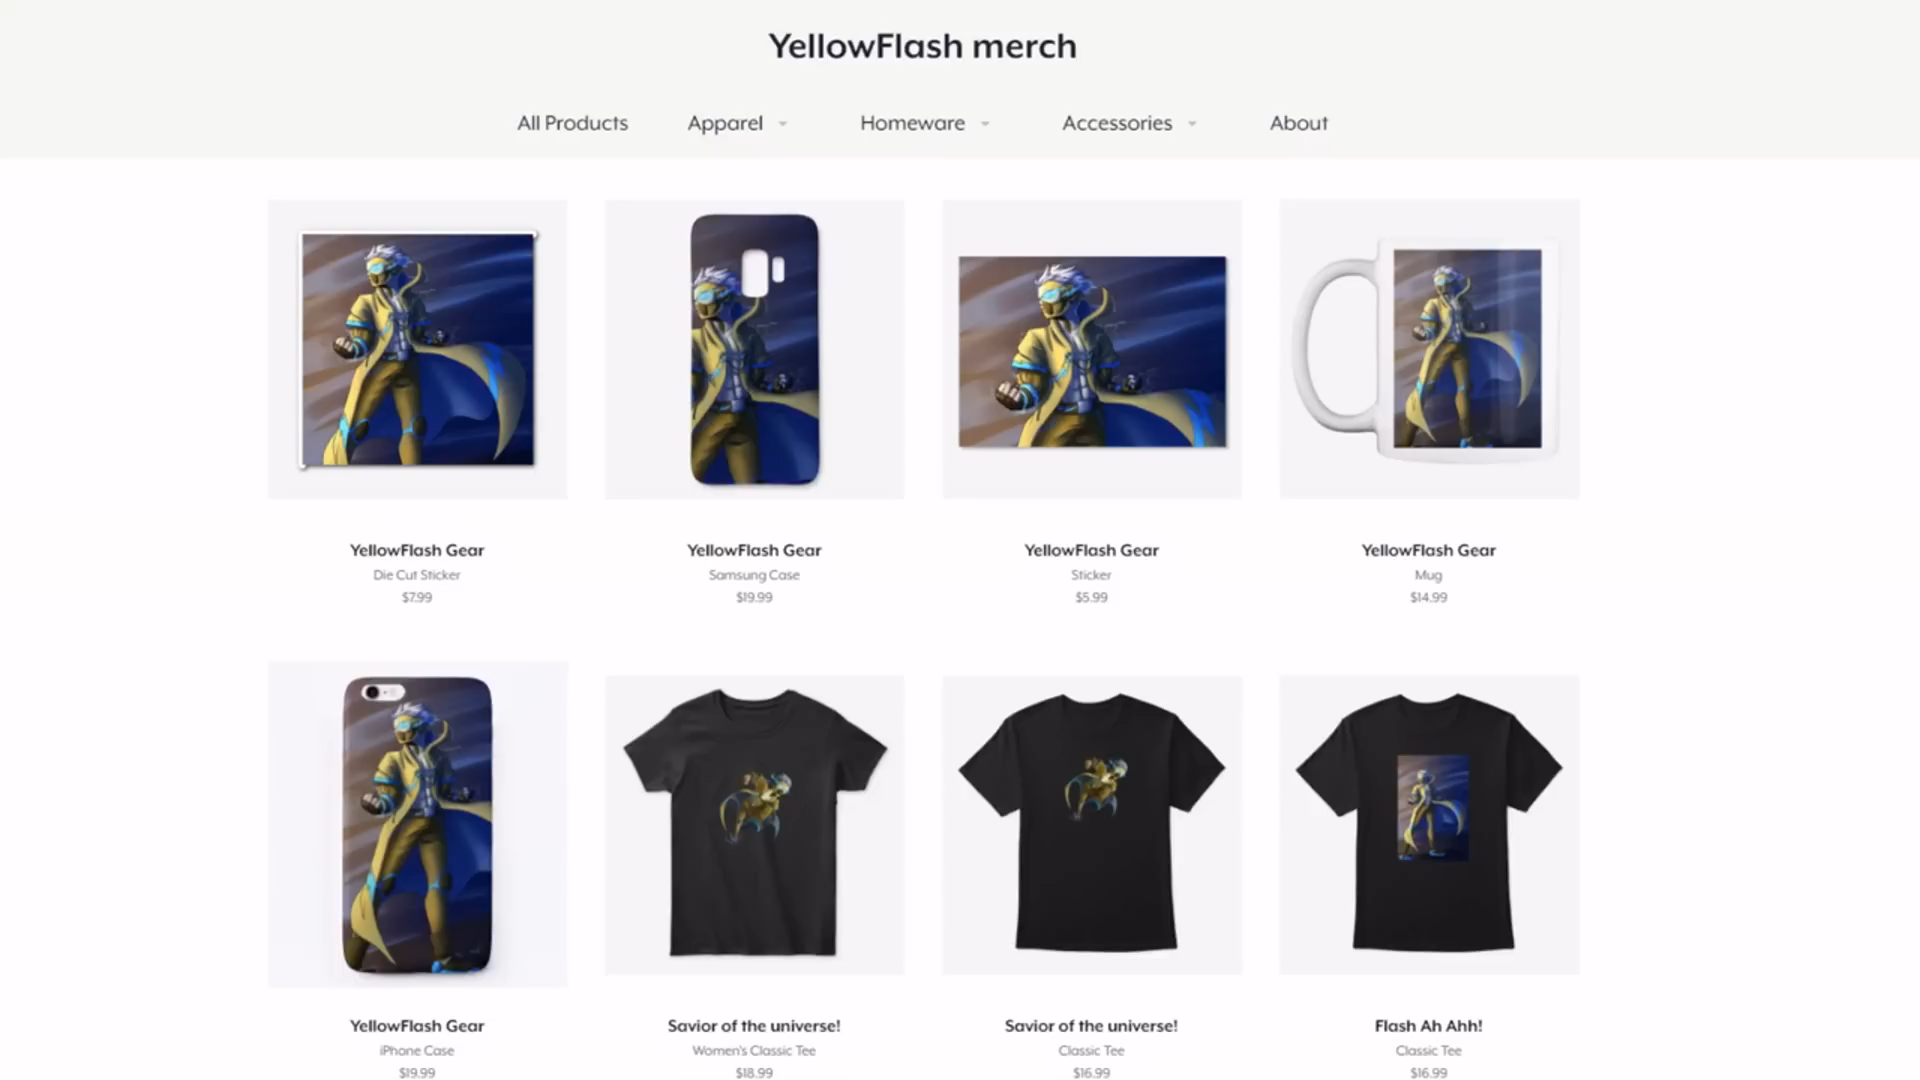 YellowFlash merch
All Products Apparel Homeware Accessories About
YellowFlash Gear
Die Cut Sticker
$7.99
YellowFlash Gear
Samsung Case
$19.99
YellowFlash Gear
Sticker
$5.99
YellowFlash Gear
Mug
$14.99
YellowFlash Gear
iPhone Case
$19.99
Savior of the universe!
Women's Classic Tee
$18.99
Savior of the universe!
Classic Tee
$16.99
Flash Ah Ahh!
Classic Tee
$16.99